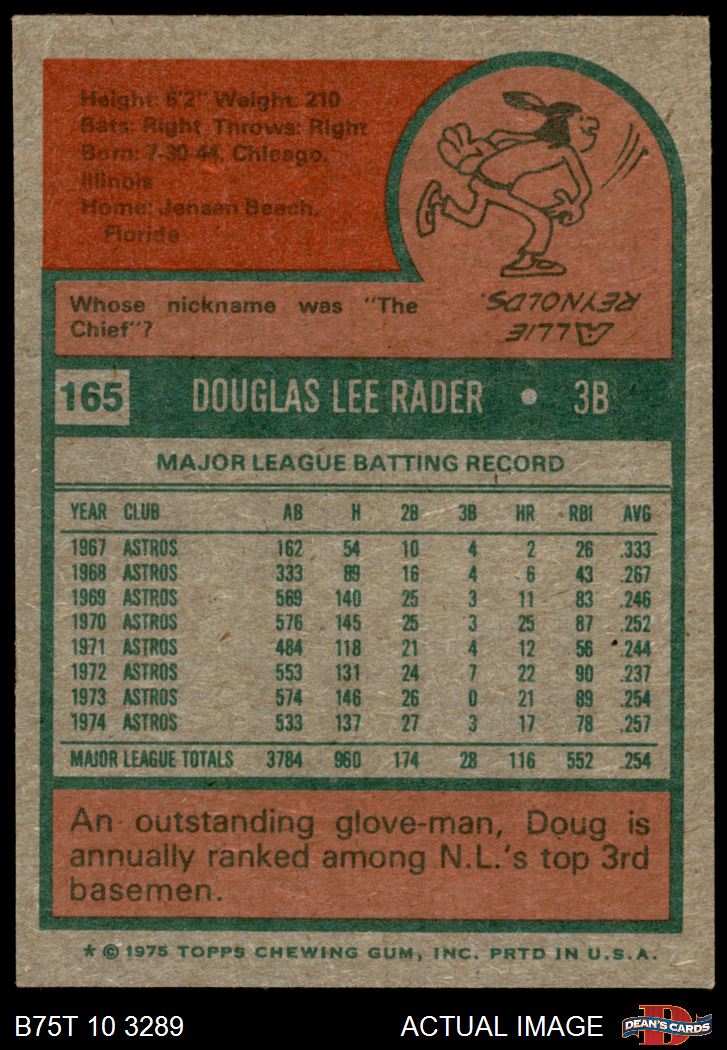 Height: 6'2" Weight: 210
Bats: Right Throws: Right
Born: 7-30-44, Chicago,
Illinois
Home: Jensen Beach,
Florida
Whose nickname was "The
Chief"?
ALLIE
REYNOLDS.
165 DOUGLAS LEE RADER • 3B
MAJOR LEAGUE BATTING RECORD
YEAR CLUB AB H 2B 3B HR RBI AVG
1967 ASTROS 162 54 10 4 2 26 .333
1968 ASTROS 333 89 16 4 6 43 .267
1969 ASTROS 569 140 25 3 11 83 .246
1970 ASTROS 576 145 25 3 25 87 .252
1971 ASTROS 484 118 21 4 12 56 .244
1972 ASTROS 553 131 24 7 22 90 .237
1973 ASTROS 574 146 26 0 21 89 .254
1974 ASTROS 533 137 27 3 17 78 .257
MAJOR LEAGUE TOTALS 3784 960 174 28 116 552 .254
An outstanding glove-man, Doug is
annually ranked among N.L.'s top 3rd
basemen.
* © 1975 TOPPS CHEWING GUM, INC. PRTD IN U.S.A.
B75T 10 3289 ACTUAL IMAGE D DEAN'S CARDS